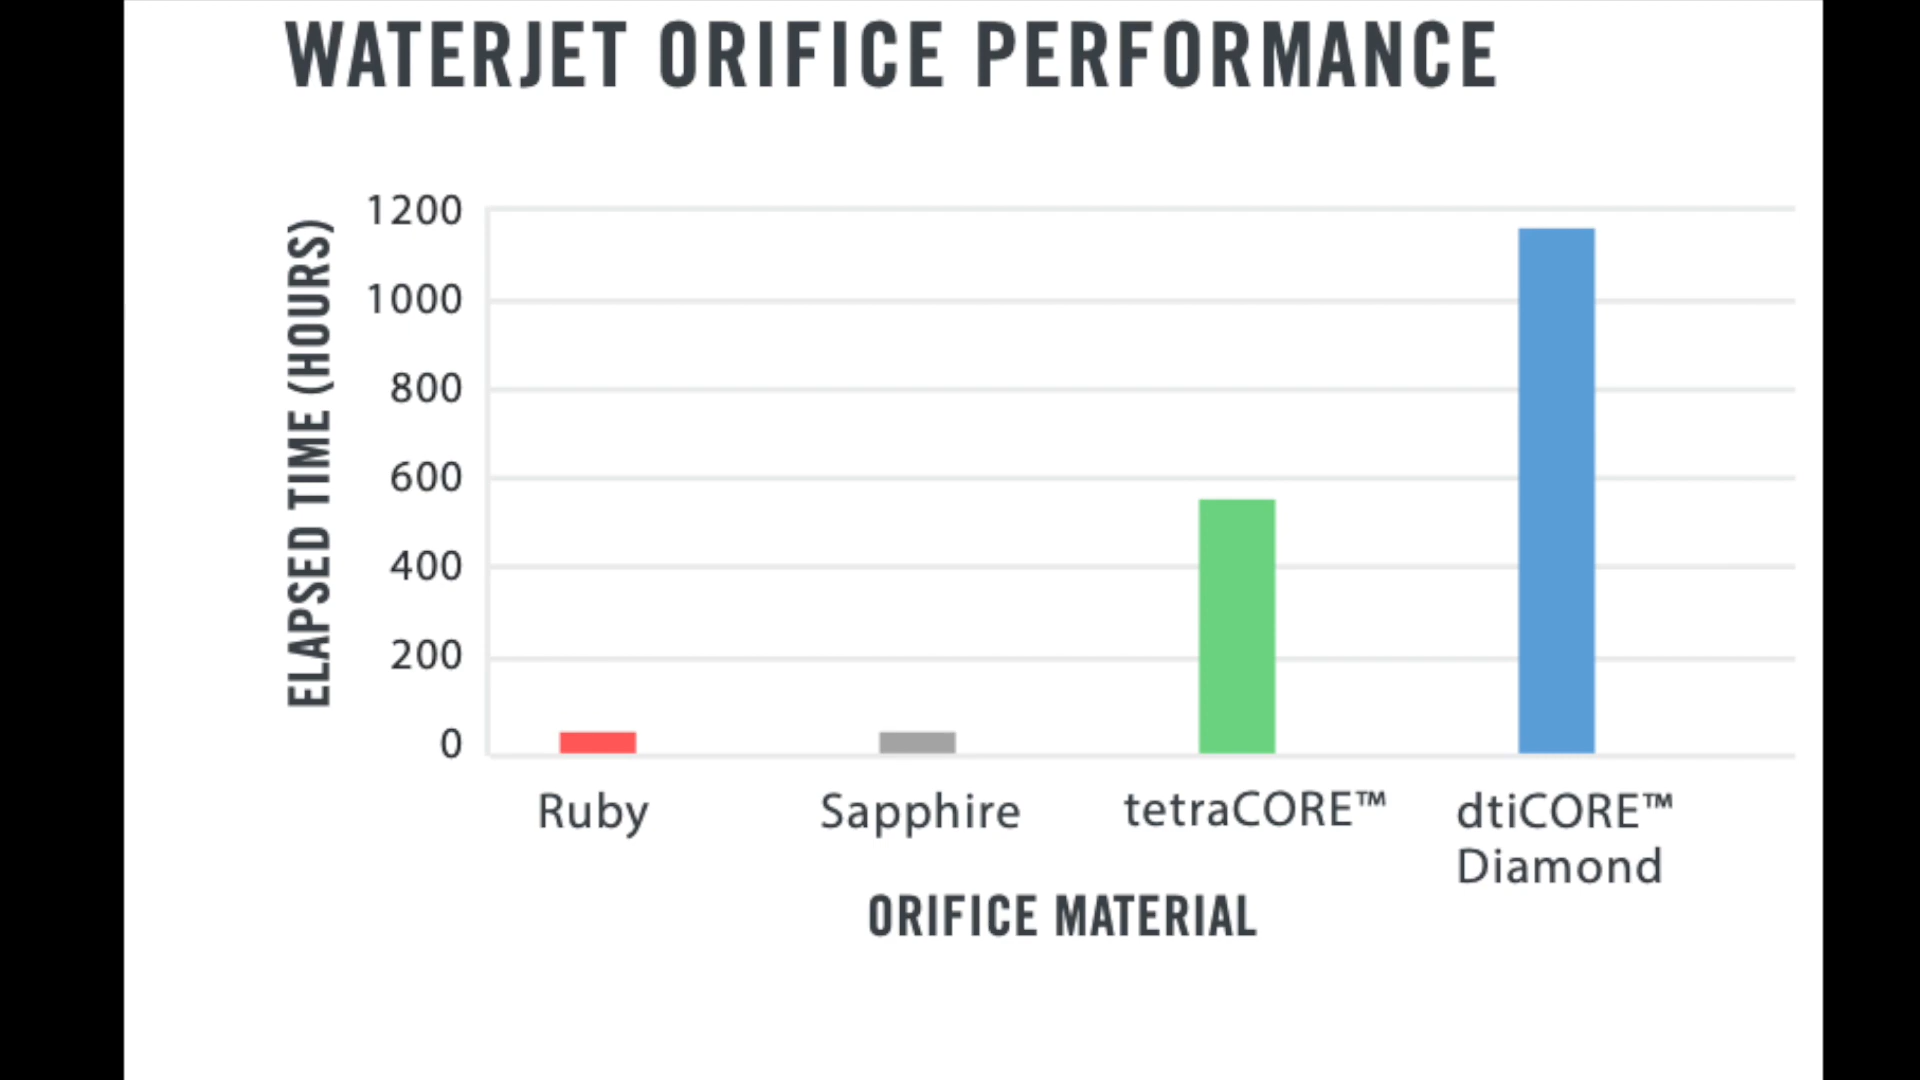 WATERJET ORIFICE PERFORMANCE
ELAPSED TIME (HOURS)
1200
1000
800
600
400
200
0
Ruby
Sapphire
tetraCORE™
dtiCORE™
Diamond
ORIFICE MATERIAL